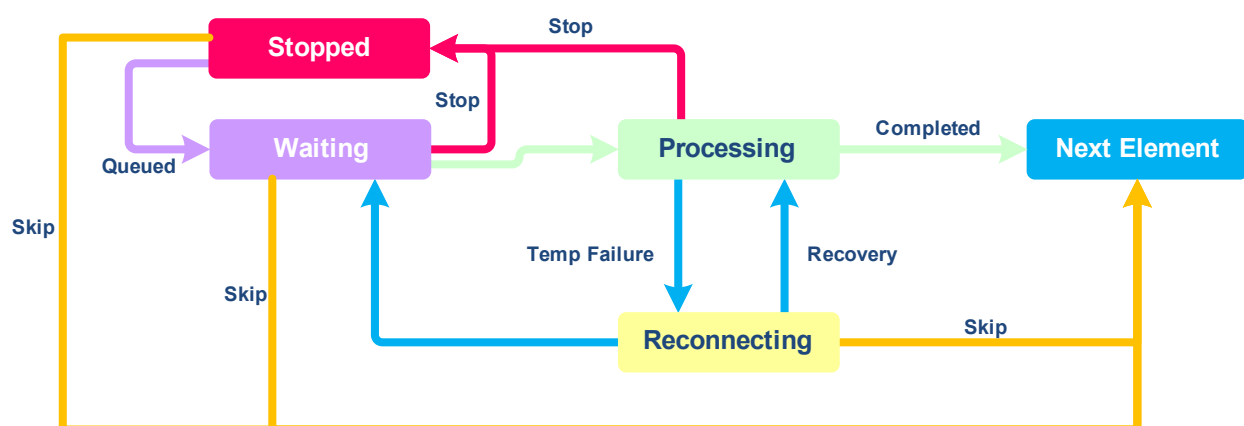 Stop
Stopped
Stop
Completed
Waiting
Processing
Next Element
Queued
Skip
Temp Failure
Recovery
Skip
Skip
Reconnecting